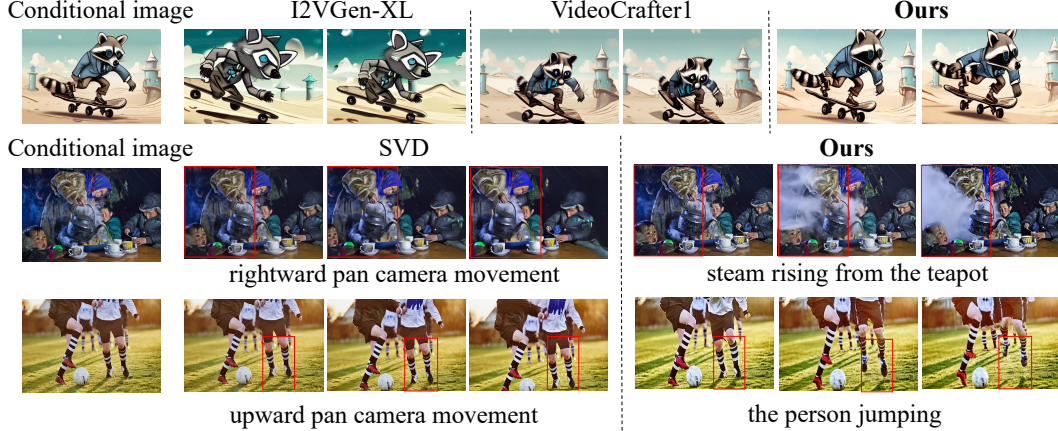 Conditional image I2VGen-XL VideoCrafter1 Ours
Conditional image SVD Ours
rightward pan camera movement steam rising from the teapot
upward pan camera movement the person jumping